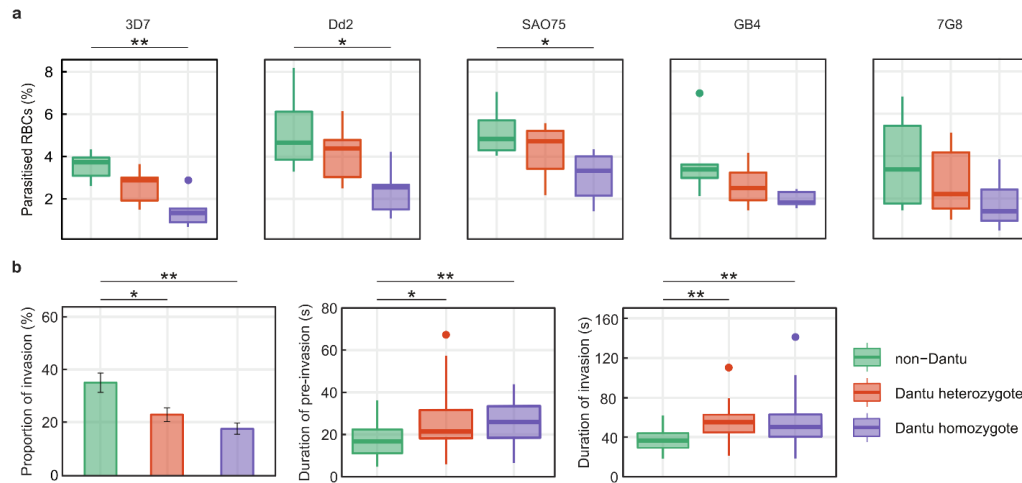 a
3D7 Dd2 SAO75 GB4 7G8
** * *
Parasitised RBCs (%)
8
6
4
2
b
** ** **
* * **
Proportion of invasion (%)
60
40
20
0
Duration of pre-invasion (s)
80
60
40
20
0
Duration of invasion (s)
160
120
80
40
0
non−Dantu
Dantu heterozygote
Dantu homozygote